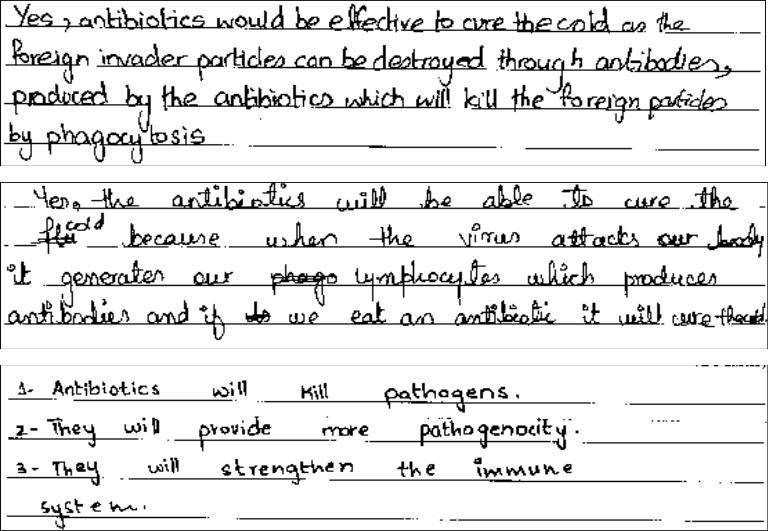 Yes, antibiotics would be effective to cure the cold as the
foreign invader particles can be destroyed through antibodies,
produced by the antibiotics which will kill the foreign particles
by phagocytosis
Yes, the antibiotics will be able to cure the
flu cold because when the virus attacks our body
it generates our phago lymphocytes which produces
antibodies and if do we eat an antibiotic it will cure the cold.
1- Antibiotics will kill pathogens.
2- They will provide more pathogenocity.
3- They will strengthen the immune
system.